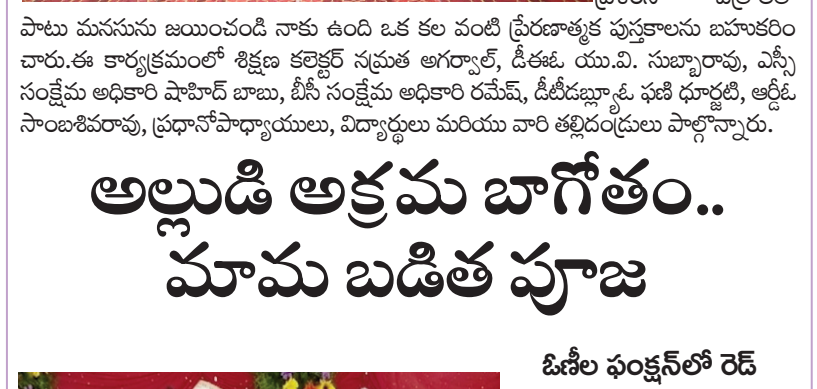 పాటు మనసును జయించండి నాకు ఉంది ఒక కల వంటి ప్రేరణాత్మక పుస్తకాలను బహుకరిం
చారు.ఈ కార్యక్రమంలో శిక్షణ కలెక్టర్ నమ్రత అగర్వాల్, డీఈఓ యు.వి. సుబ్బారావు, ఎస్సీ
సంక్షేమ అధికారి షాహిద్ బాబు, బీసీ సంక్షేమ అధికారి రమేష్, డీటీడబ్ల్యూఓ ఫణి ధూర్జటి, ఆర్డీఓ
సాంబశివరావు, ప్రధానోపాధ్యాయులు, విద్యార్థులు మరియు వారి తల్లిదండ్రులు పాల్గొన్నారు.
అల్లుడి అక్రమ బాగోతం..
మామ బడిత పూజ
ఓణీల ఫంక్షన్‌లో రెడ్